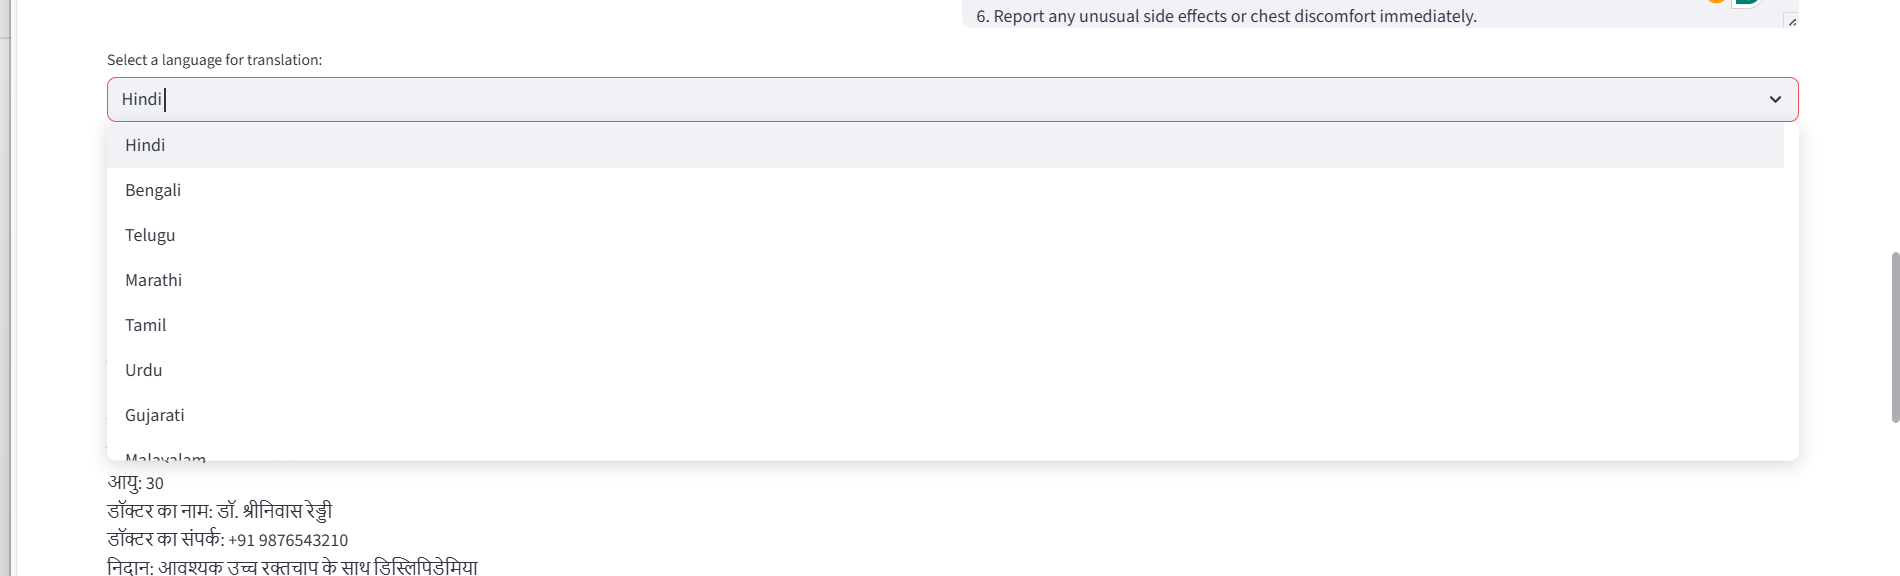 6. Report any unusual side effects or chest discomfort immediately.
Select a language for translation:
Hindi
Hindi
Bengali
Telugu
Marathi
Tamil
Urdu
Gujarati
Malayalam
आयु: 30
डॉक्टर का नाम: डॉ. श्रीनिवास रेड्डी
डॉक्टर का संपर्क: +91 9876543210
निदान: आवश्यक उच्च रक्तचाप के साथ डिस्लिपिडेमिया